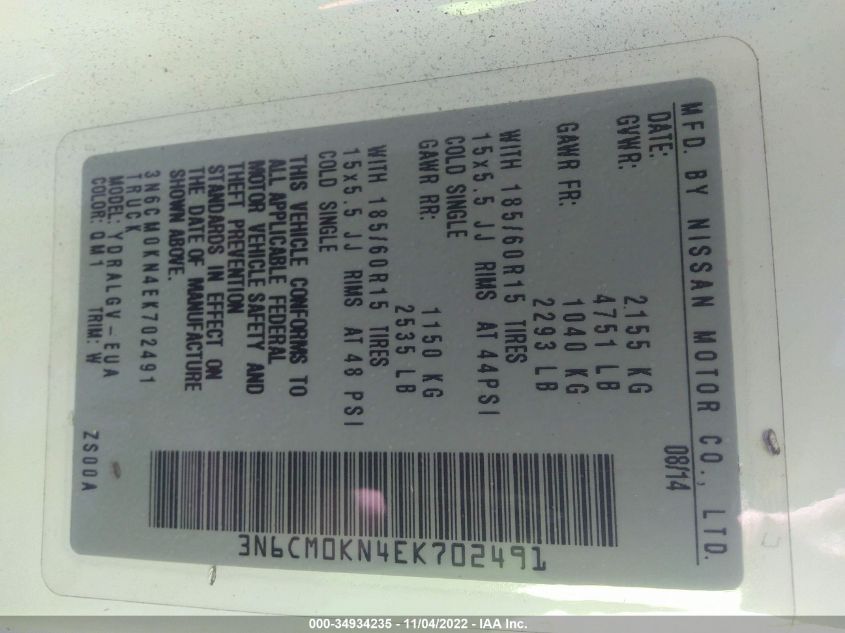 MFD. BY NISSAN MOTOR CO., LTD.
DATE: 08/14
GVWR: 2155 KG
4751 LB
GAWR FR: 1040 KG
2293 LB
WITH 185/60R15 TIRES
15x5.5 JJ RIMS AT 44PSI
COLD SINGLE
GAWR RR: 1150 KG
2535 LB
WITH 185/60R15 TIRES
15x5.5 JJ RIMS AT 48 PSI
COLD SINGLE
THIS VEHICLE CONFORMS TO
ALL APPLICABLE FEDERAL
MOTOR VEHICLE SAFETY AND
THEFT PREVENTION
STANDARDS IN EFFECT ON
THE DATE OF MANUFACTURE
SHOWN ABOVE.
3N6CM0KN4EK702491
TRUCK
MODEL: YDRALGV-EUA
COLOR: QM1 TRIM: W ZS00A
3N6CM0KN4EK702491
000-34934235 - 11/04/2022 - IAA Inc.